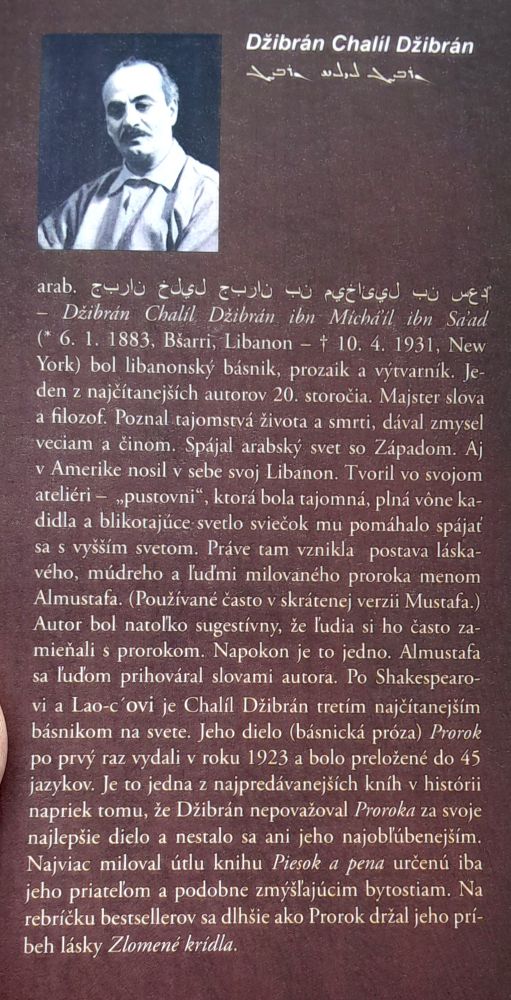 Džibrán Chalíl Džibrán
arab.
– Džibrán Chalíl Džibrán ibn Míchá'íl ibn Sa'ad
(* 6. 1. 1883, Bšarri, Libanon – † 10. 4. 1931, New
York) bol libanonský básnik, prozaik a výtvarník. Je-
den z najčítanejších autorov 20. storočia. Majster slova
a filozof. Poznal tajomstvá života a smrti, dával zmysel
veciam a činom. Spájal arabský svet so Západom. Aj
v Amerike nosil v sebe svoj Libanon. Tvoril vo svojom
ateliéri – „pustovni“, ktorá bola tajomná, plná vône ka-
didla a blikotajúce svetlo sviečok mu pomáhalo spájať
sa s vyšším svetom. Práve tam vznikla postava láska-
vého, múdreho a ľuďmi milovaného proroka menom
Almustafa. (Používané často v skrátenej verzii Mustafa.)
Autor bol natoľko sugestívny, že ľudia si ho často za-
mieňali s prorokom. Napokon je to jedno. Almustafa
sa ľuďom prihováral slovami autora. Po Shakespearo-
vi a Lao-c´ovi je Chalíl Džibrán tretím najčítanejším
básnikom na svete. Jeho dielo (básnická próza) Prorok
po prvý raz vydali v roku 1923 a bolo preložené do 45
jazykov. Je to jedna z najpredávanejších kníh v histórii
napriek tomu, že Džibrán nepovažoval Proroka za svoje
najlepšie dielo a nestalo sa ani jeho najobľúbenejším.
Najviac miloval útlu knihu Piesok a pena určenú iba
jeho priateľom a podobne zmýšľajúcim bytostiam. Na
rebríčku bestsellerov sa dlhšie ako Prorok držal jeho prí-
beh lásky Zlomené krídla.